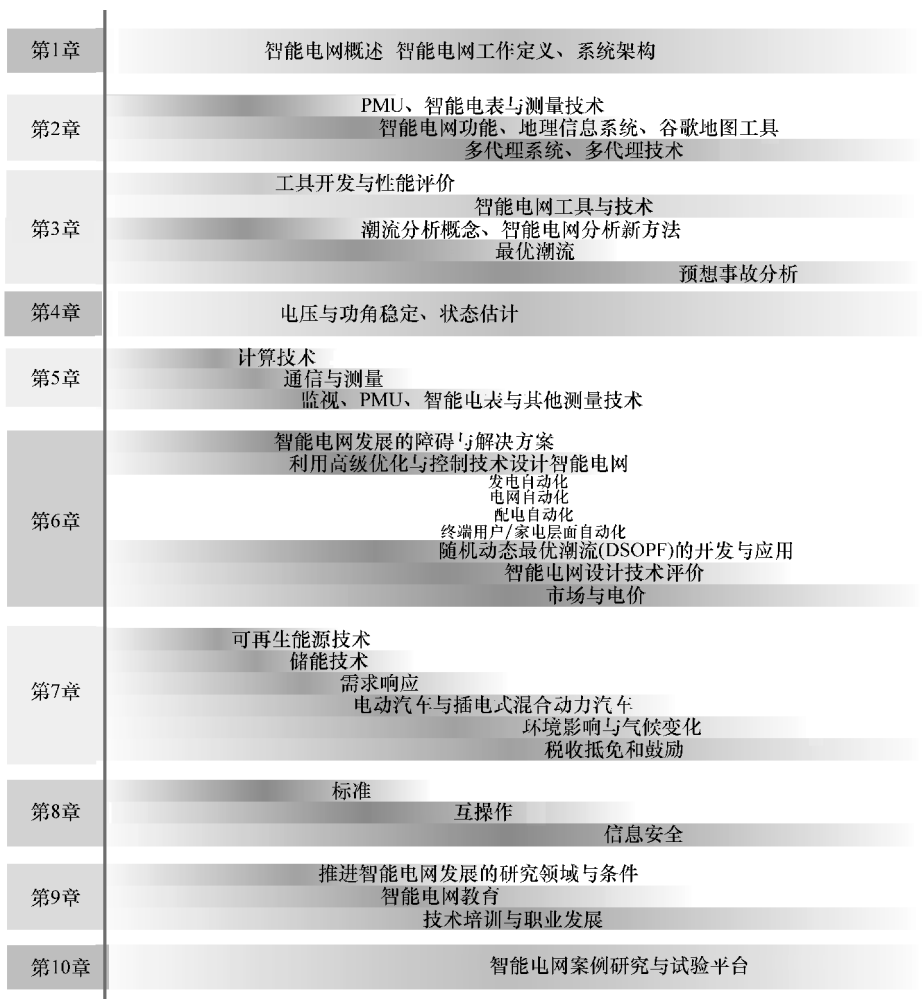 第1章
智能电网概述 智能电网工作定义、系统架构
第2章
PMU、智能电表与测量技术
智能电网功能、地理信息系统、谷歌地图工具
多代理系统、多代理技术
第3章
工具开发与性能评价
智能电网工具与技术
潮流分析概念、智能电网分析新方法
最优潮流
预想事故分析
第4章
电压与功角稳定、状态估计
第5章
计算技术
通信与测量
监视、PMU、智能电表与其他测量技术
第6章
智能电网发展的障碍与解决方案
利用高级优化与控制技术设计智能电网
发电自动化
电网自动化
配电自动化
终端用户/家电层面自动化
随机动态最优潮流(DSOPF)的开发与应用
智能电网设计技术评价
市场与电价
第7章
可再生能源技术
储能技术
需求响应
电动汽车与插电式混合动力汽车
环境影响与气候变化
税收抵免和鼓励
第8章
标准
互操作
信息安全
第9章
推进智能电网发展的研究领域与条件
智能电网教育
技术培训与职业发展
第10章
智能电网案例研究与试验平台